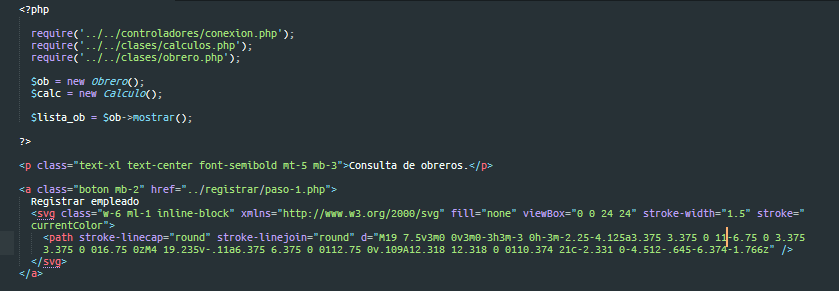 <?php
require('../../controladores/conexion.php');
require('../../clases/calculos.php');
require('../../clases/obrero.php');
$ob = new Obrero();
$calc = new Calculo();
$lista_ob = $ob->mostrar();
?>
<p class="text-xl text-center font-semibold mt-5 mb-3">Consulta de obreros.</p>
<a class="boton mb-2" href="../registrar/paso-1.php">
Registrar empleado
<svg class="w-6 ml-1 inline-block" xmlns="http://www.w3.org/2000/svg" fill="none" viewBox="0 0 24 24" stroke-width="1.5" stroke="
currentColor">
<path stroke-linecap="round" stroke-linejoin="round" d="M19 7.5v3m0 0v3m0-3h3m-3 0h-3m-2.25-4.125a3.375 3.375 0 11-6.75 0 3.375
3.375 0 016.75 0zM4 19.235v-.11a6.375 6.375 0 0112.75 0v.109A12.318 12.318 0 0110.374 21c-2.331 0-4.512-.645-6.374-1.766z" />
</svg>
</a>